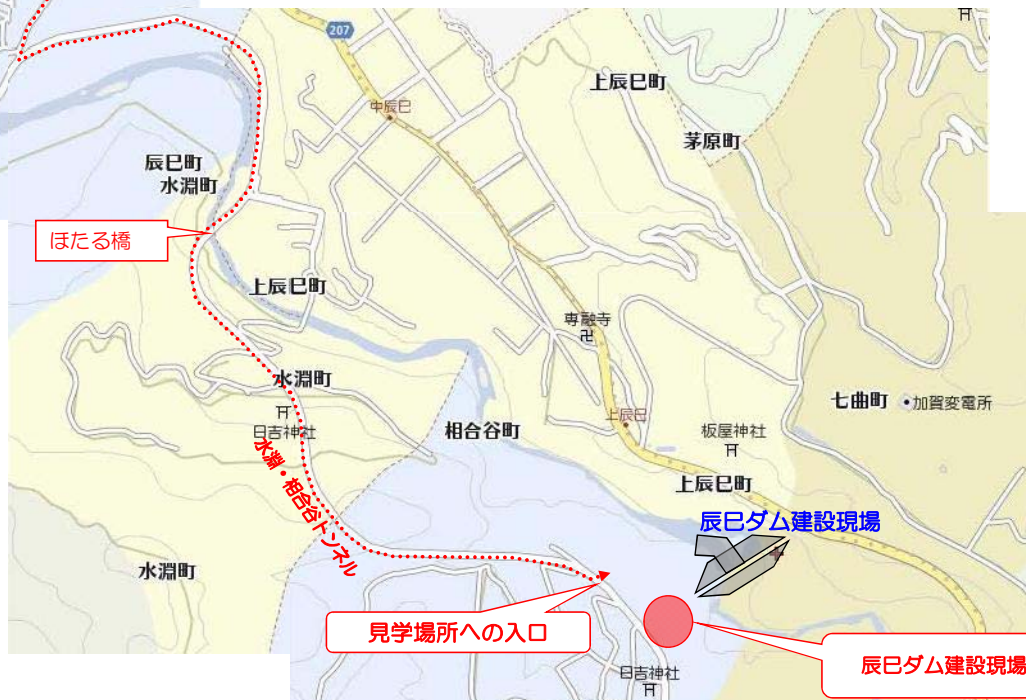 207
上辰巳町
中辰巳
茅原町
辰巳町
水淵町
ほたる橋
上辰巳町
専融寺
水淵町
七曲町
加賀変電所
日吉神社
上辰巳
相合谷町
板屋神社
水淵・相合谷トンネル
上辰巳町
辰巳ダム建設現場
水淵町
見学場所への入口
辰巳ダム建設現場
日吉神社